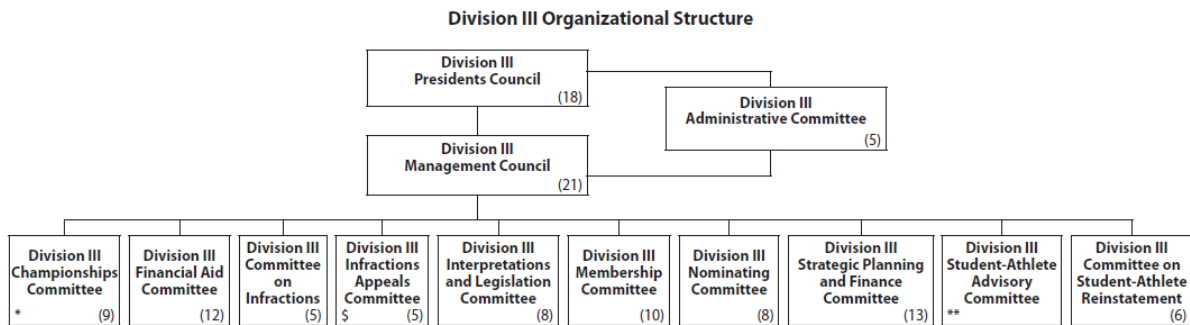 Division III Organizational Structure
Division III
Presidents Council
(18)
Division III
Administrative Committee
(5)
Division III
Management Council
(21)
Division III
Championships
Committee
* (9)
Division III
Financial Aid
Committee
(12)
Division III
Committee
on
Infractions
(5)
Division III
Infractions
Appeals
Committee
$ (5)
Division III
Interpretations
and Legislation
Committee
(8)
Division III
Membership
Committee
(10)
Division III
Nominating
Committee
(8)
Division III
Strategic Planning
and Finance
Committee
(13)
Division III
Student-Athlete
Advisory
Committee
**
Division III
Committee on
Student-Athlete
Reinstatement
(6)